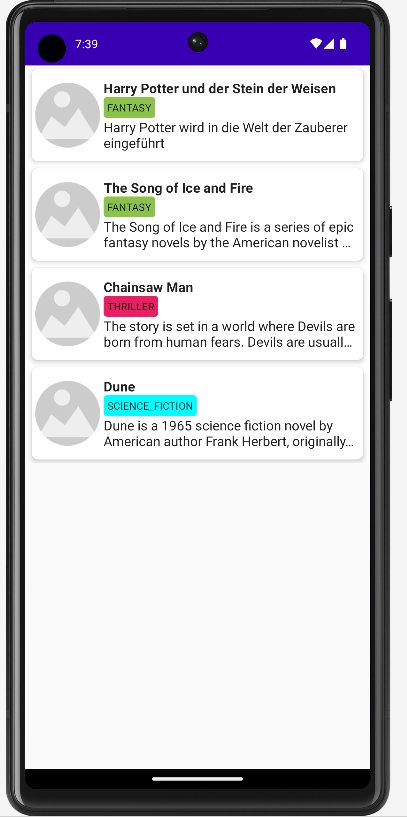 7:39
Harry Potter und der Stein der Weisen
FANTASY
Harry Potter wird in die Welt der Zauberer
eingeführt
The Song of Ice and Fire
FANTASY
The Song of Ice and Fire is a series of epic
fantasy novels by the American novelist ...
Chainsaw Man
THRILLER
The story is set in a world where Devils are
born from human fears. Devils are usuall...
Dune
SCIENCE_FICTION
Dune is a 1965 science fiction novel by
American author Frank Herbert, originally...